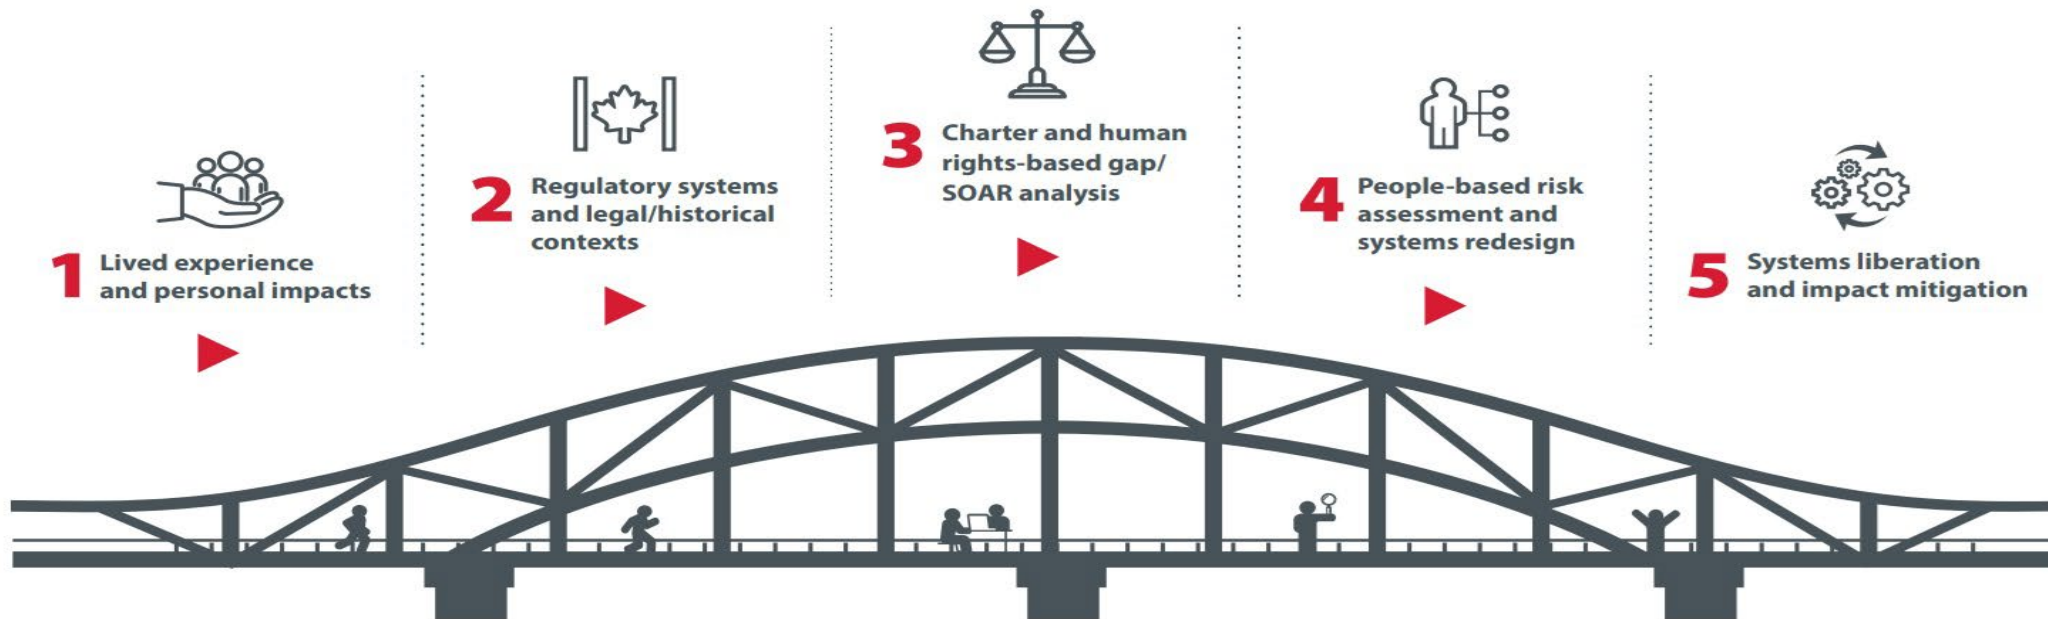 1 Lived experience
and personal impacts
2 Regulatory systems
and legal/historical
contexts
3 Charter and human
rights-based gap/
SOAR analysis
4 People-based risk
assessment and
systems redesign
5 Systems liberation
and impact mitigation